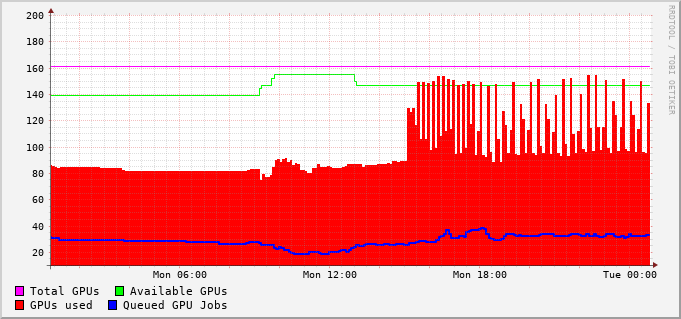 200
180
160
140
120
100
80
60
40
20
Mon 06:00 Mon 12:00 Mon 18:00 Tue 00:00
Total GPUs Available GPUs
GPUs used Queued GPU Jobs
RRDTOOL / TOBI OETIKER